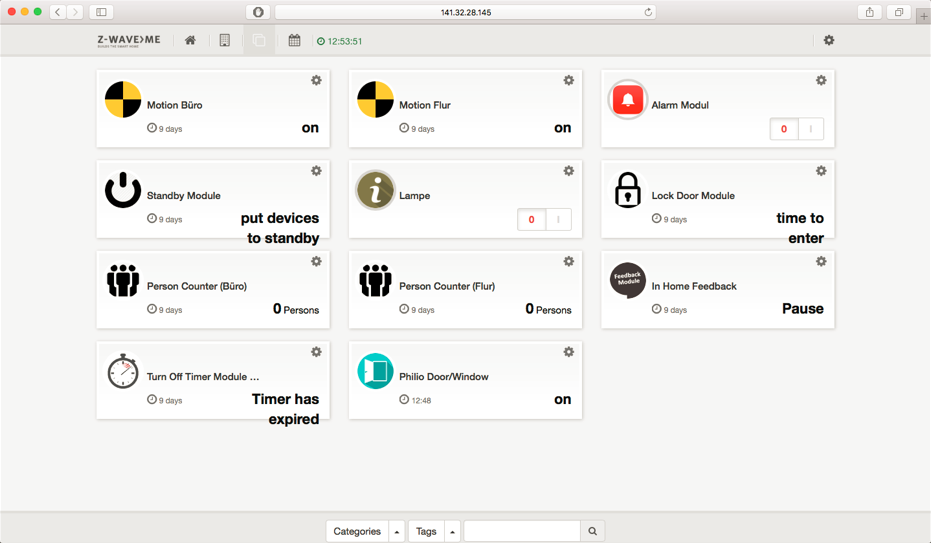 141.32.28.145
Z-WAVE>ME
12:53:51
Motion Büro
9 days
on
Motion Flur
9 days
on
Alarm Modul
0 I
Standby Module
9 days
put devices
to standby
Lampe
0 I
Lock Door Module
9 days
time to
enter
Person Counter (Büro)
9 days
0 Persons
Person Counter (Flur)
9 days
0 Persons
Feedback
Module
In Home Feedback
9 days
Pause
Turn Off Timer Module ...
9 days
Timer has
expired
Philio Door/Window
12:48
on
Categories
Tags